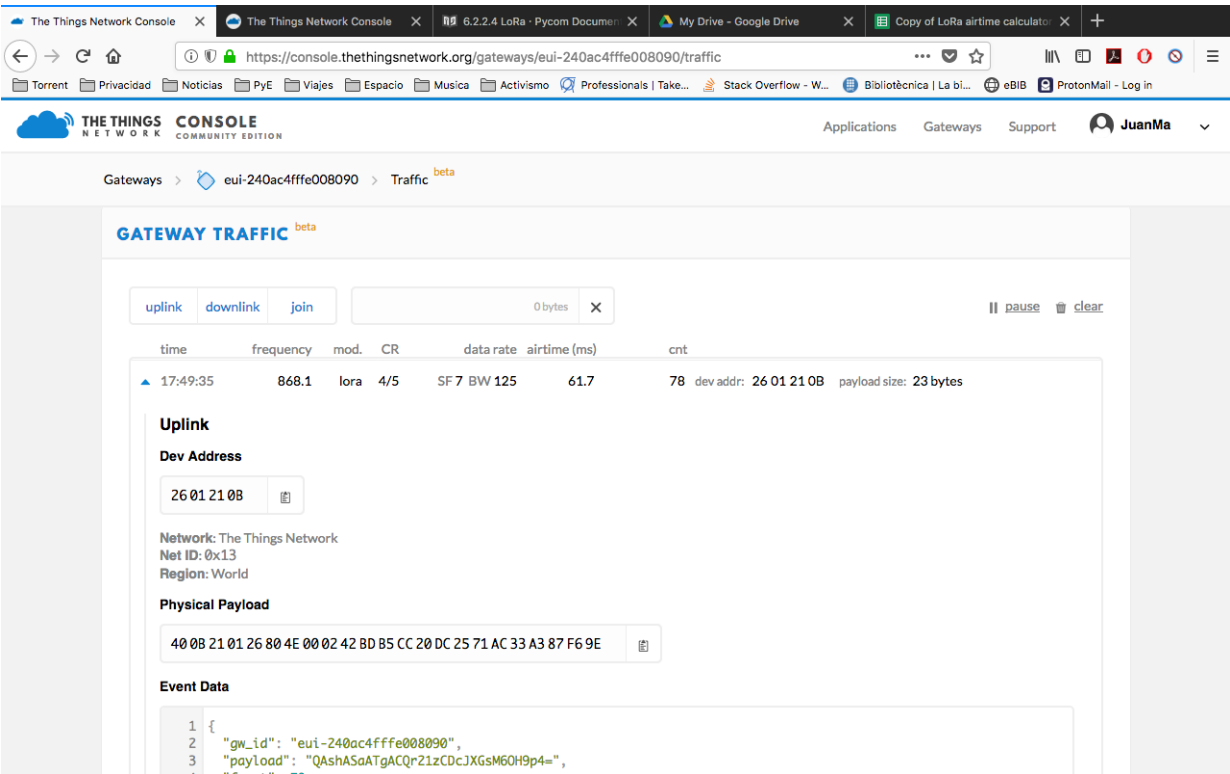 The Things Network Console
The Things Network Console
6.2.2.4 LoRa · Pycom Documen
My Drive - Google Drive
Copy of LoRa airtime calculator
https://console.thethingsnetwork.org/gateways/eui-240ac4fffe008090/traffic
Torrent Privacidad Noticias PyE Viajes Espacio Musica Activismo Professionals | Take... Stack Overflow - W... Bibliotècnica | La bi... eBIB ProtonMail - Log in
THE THINGS NETWORK CONSOLE COMMUNITY EDITION
Applications Gateways Support JuanMa
Gateways > eui-240ac4fffe008090 > Traffic beta
GATEWAY TRAFFIC beta
uplink downlink join 0 bytes pause clear
time frequency mod. CR data rate airtime (ms) cnt
17:49:35 868.1 lora 4/5 SF 7 BW 125 61.7 78 dev addr: 26 01 21 0B payload size: 23 bytes
Uplink
Dev Address
26 01 21 0B
Network: The Things Network
Net ID: 0x13
Region: World
Physical Payload
40 0B 21 01 26 80 4E 00 02 42 BD B5 CC 20 DC 25 71 AC 33 A3 87 F6 9E
Event Data
1 {
2 "gw_id": "eui-240ac4fffe008090",
3 "payload": "QAshASaATgACQr21zCDcJXGsM6OH9p4=",